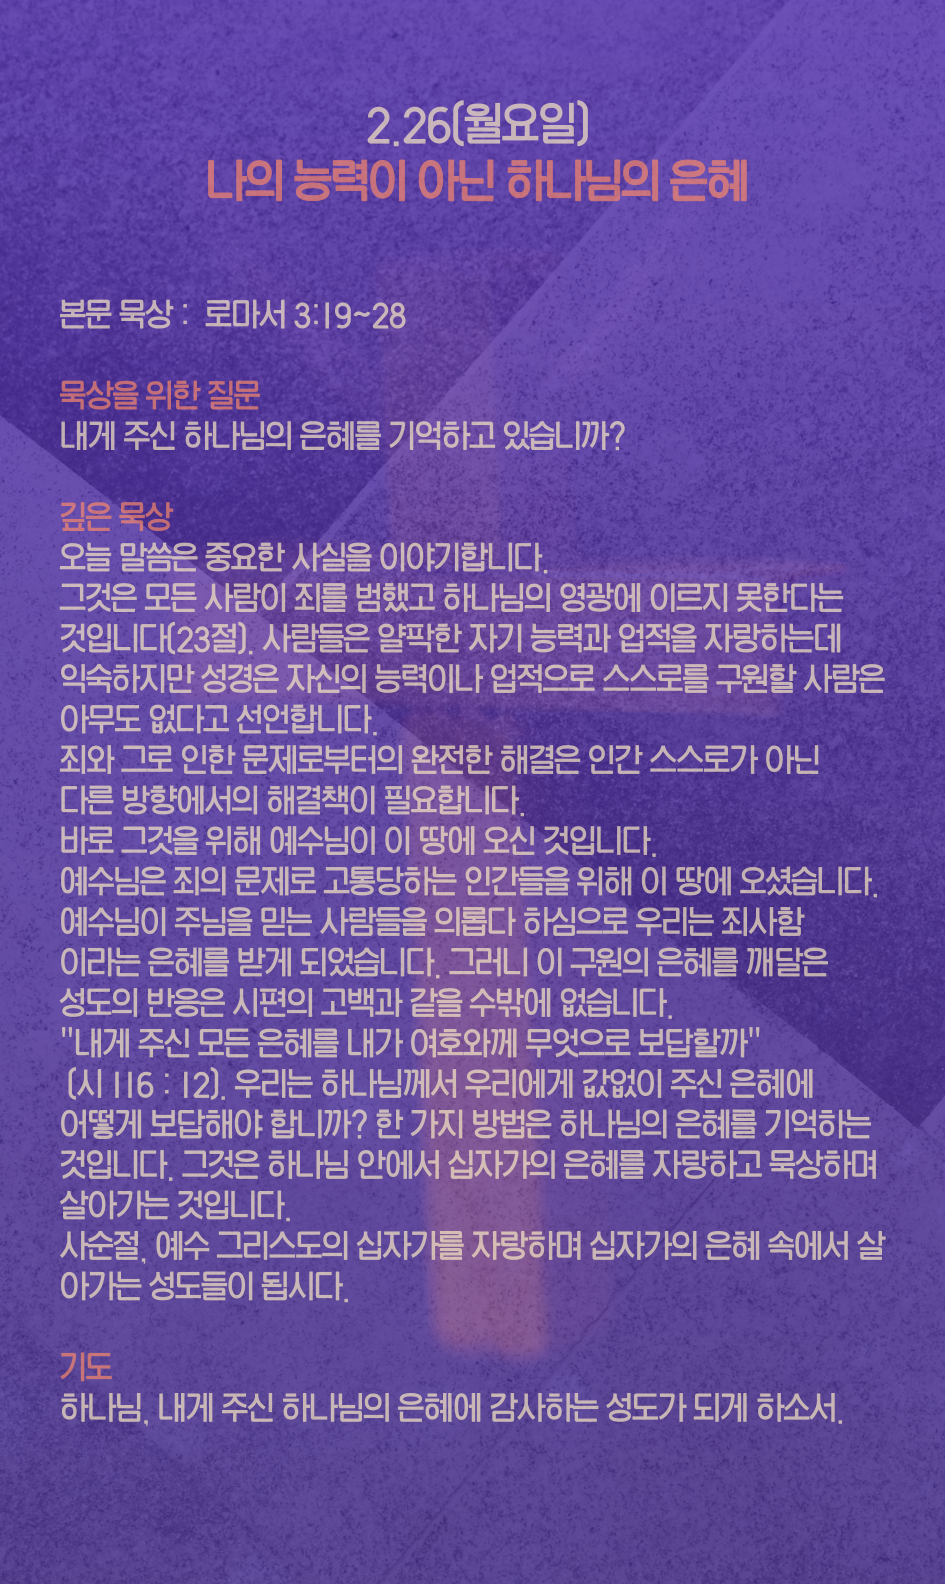 2.26(월요일)
나의 능력이 아닌 하나님의 은혜
본문 묵상 : 로마서 3:19~28
묵상을 위한 질문
내게 주신 하나님의 은혜를 기억하고 있습니까?
깊은 묵상
오늘 말씀은 중요한 사실을 이야기합니다.
그것은 모든 사람이 죄를 범했고 하나님의 영광에 이르지 못한다는
것입니다(23절). 사람들은 얄팍한 자기 능력과 업적을 자랑하는데
익숙하지만 성경은 자신의 능력이나 업적으로 스스로를 구원할 사람은
아무도 없다고 선언합니다.
죄와 그로 인한 문제로부터의 완전한 해결은 인간 스스로가 아닌
다른 방향에서의 해결책이 필요합니다.
바로 그것을 위해 예수님이 이 땅에 오신 것입니다.
예수님은 죄의 문제로 고통당하는 인간들을 위해 이 땅에 오셨습니다.
예수님이 주님을 믿는 사람들을 의롭다 하심으로 우리는 죄사함
이라는 은혜를 받게 되었습니다. 그러니 이 구원의 은혜를 깨달은
성도의 반응은 시편의 고백과 같을 수밖에 없습니다.
"내게 주신 모든 은혜를 내가 여호와께 무엇으로 보답할까"
(시 116 : 12). 우리는 하나님께서 우리에게 값없이 주신 은혜에
어떻게 보답해야 합니까? 한 가지 방법은 하나님의 은혜를 기억하는
것입니다. 그것은 하나님 안에서 십자가의 은혜를 자랑하고 묵상하며
살아가는 것입니다.
사순절, 예수 그리스도의 십자가를 자랑하며 십자가의 은혜 속에서 살
아가는 성도들이 됩시다.
기도
하나님, 내게 주신 하나님의 은혜에 감사하는 성도가 되게 하소서.